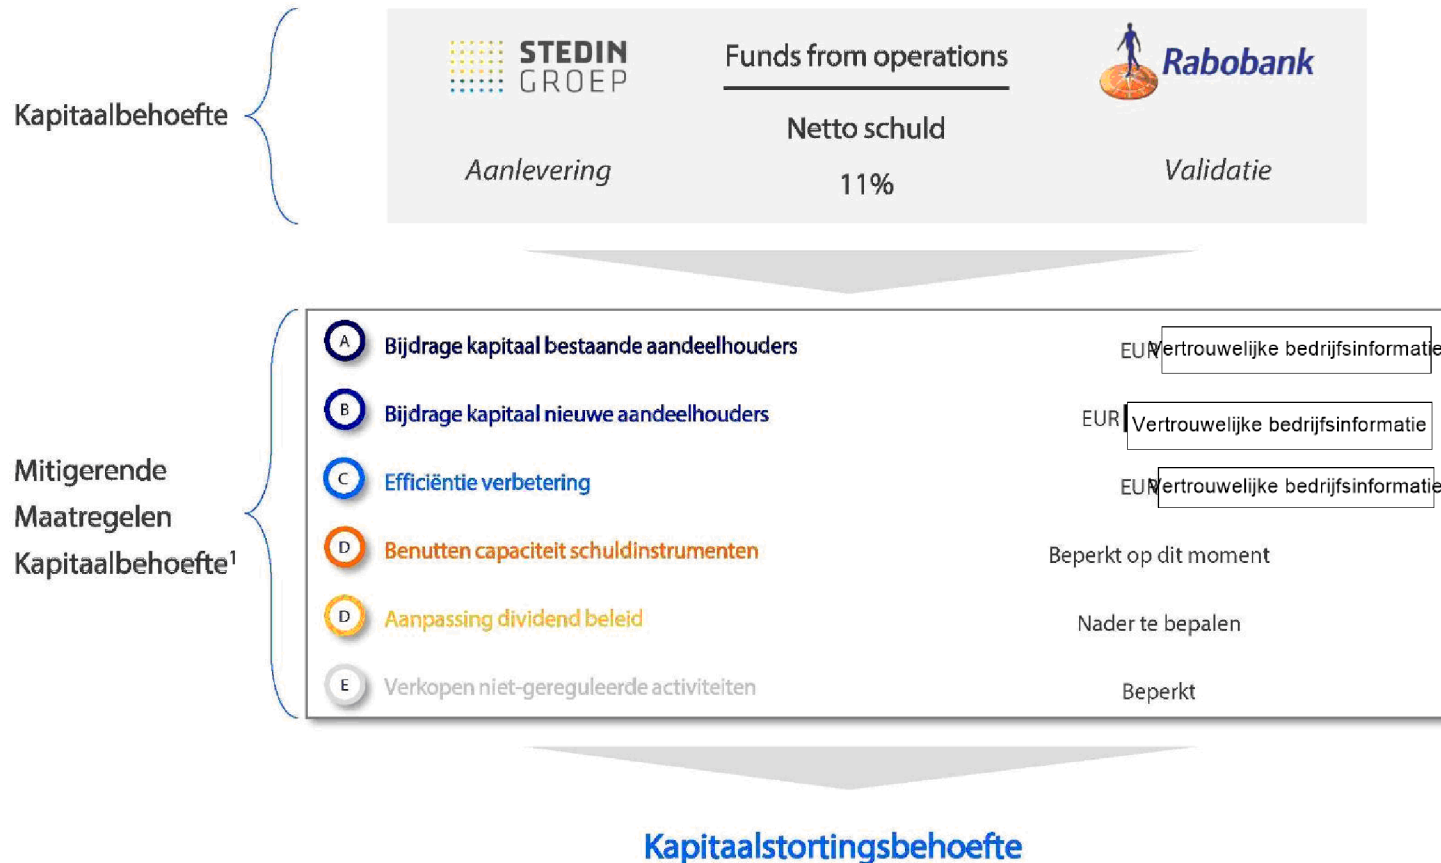 STEDIN
GROEP
Funds from operations
Rabobank
Kapitaalbehoefte
Netto schuld
Aanlevering
11%
Validatie
A Bijdrage kapitaal bestaande aandeelhouders EUR Vertrouwelijke bedrijfsinformatie
B Bijdrage kapitaal nieuwe aandeelhouders EUR Vertrouwelijke bedrijfsinformatie
C Efficiëntie verbetering EUR Vertrouwelijke bedrijfsinformatie
Mitigerende
Maatregelen
Kapitaalbehoefte¹
D Benutten capaciteit schuldinstrumenten Beperkt op dit moment
D Aanpassing dividend beleid Nader te bepalen
E Verkopen niet-gereguleerde activiteiten Beperkt
Kapitaalstortingsbehoefte